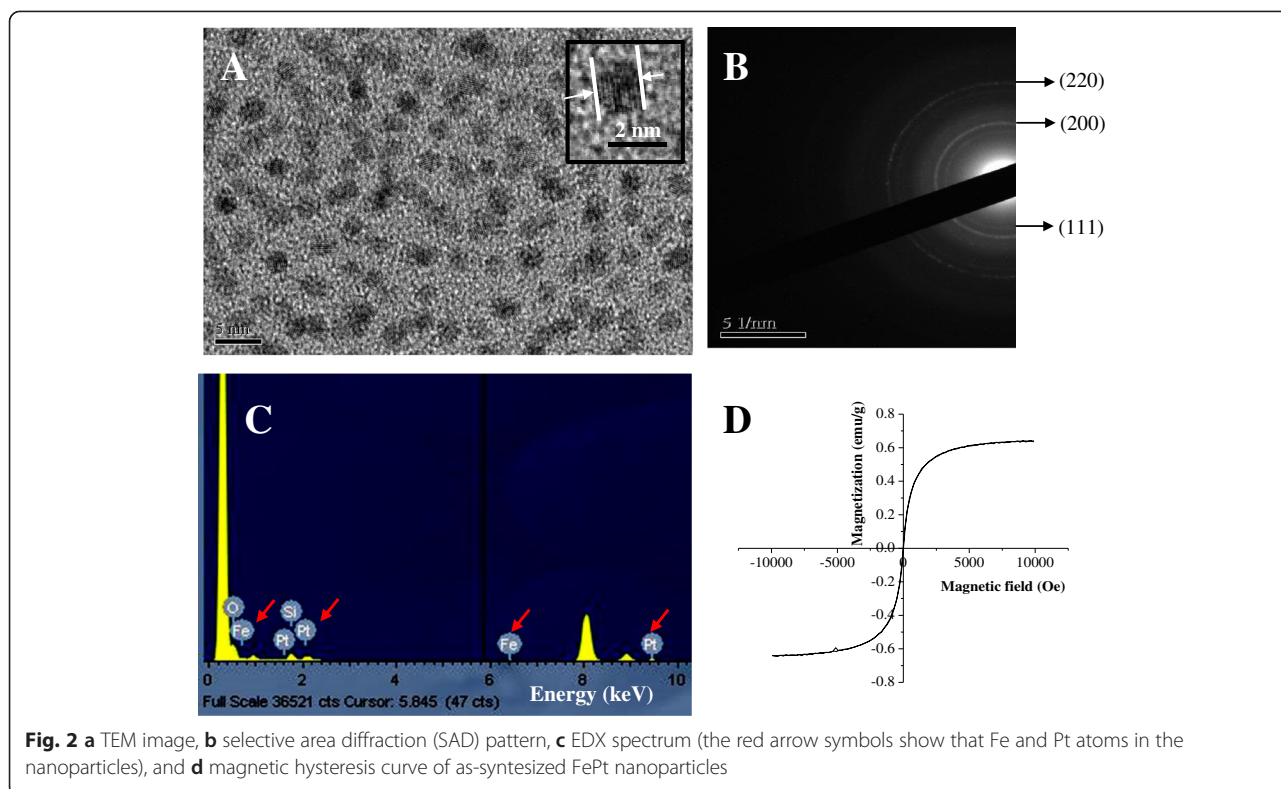 A
2 nm
5 nm
B
(220)
(200)
(111)
5 1/nm
C
O
Fe
Si
Pt
Pt
Fe
Pt
0 2 4 6 8 10
Energy (keV)
Full Scale 36521 cts Cursor: 5.845 (47 cts)
D
Magnetization (emu/g)
0.8
0.6
0.4
0.2
0.0
-10000 -5000 0 5000 10000
Magnetic field (Oe)
-0.2
-0.4
-0.6
-0.8
Fig. 2 a TEM image, b selective area diffraction (SAD) pattern, c EDX spectrum (the red arrow symbols show that Fe and Pt atoms in the
nanoparticles), and d magnetic hysteresis curve of as-syntesized FePt nanoparticles